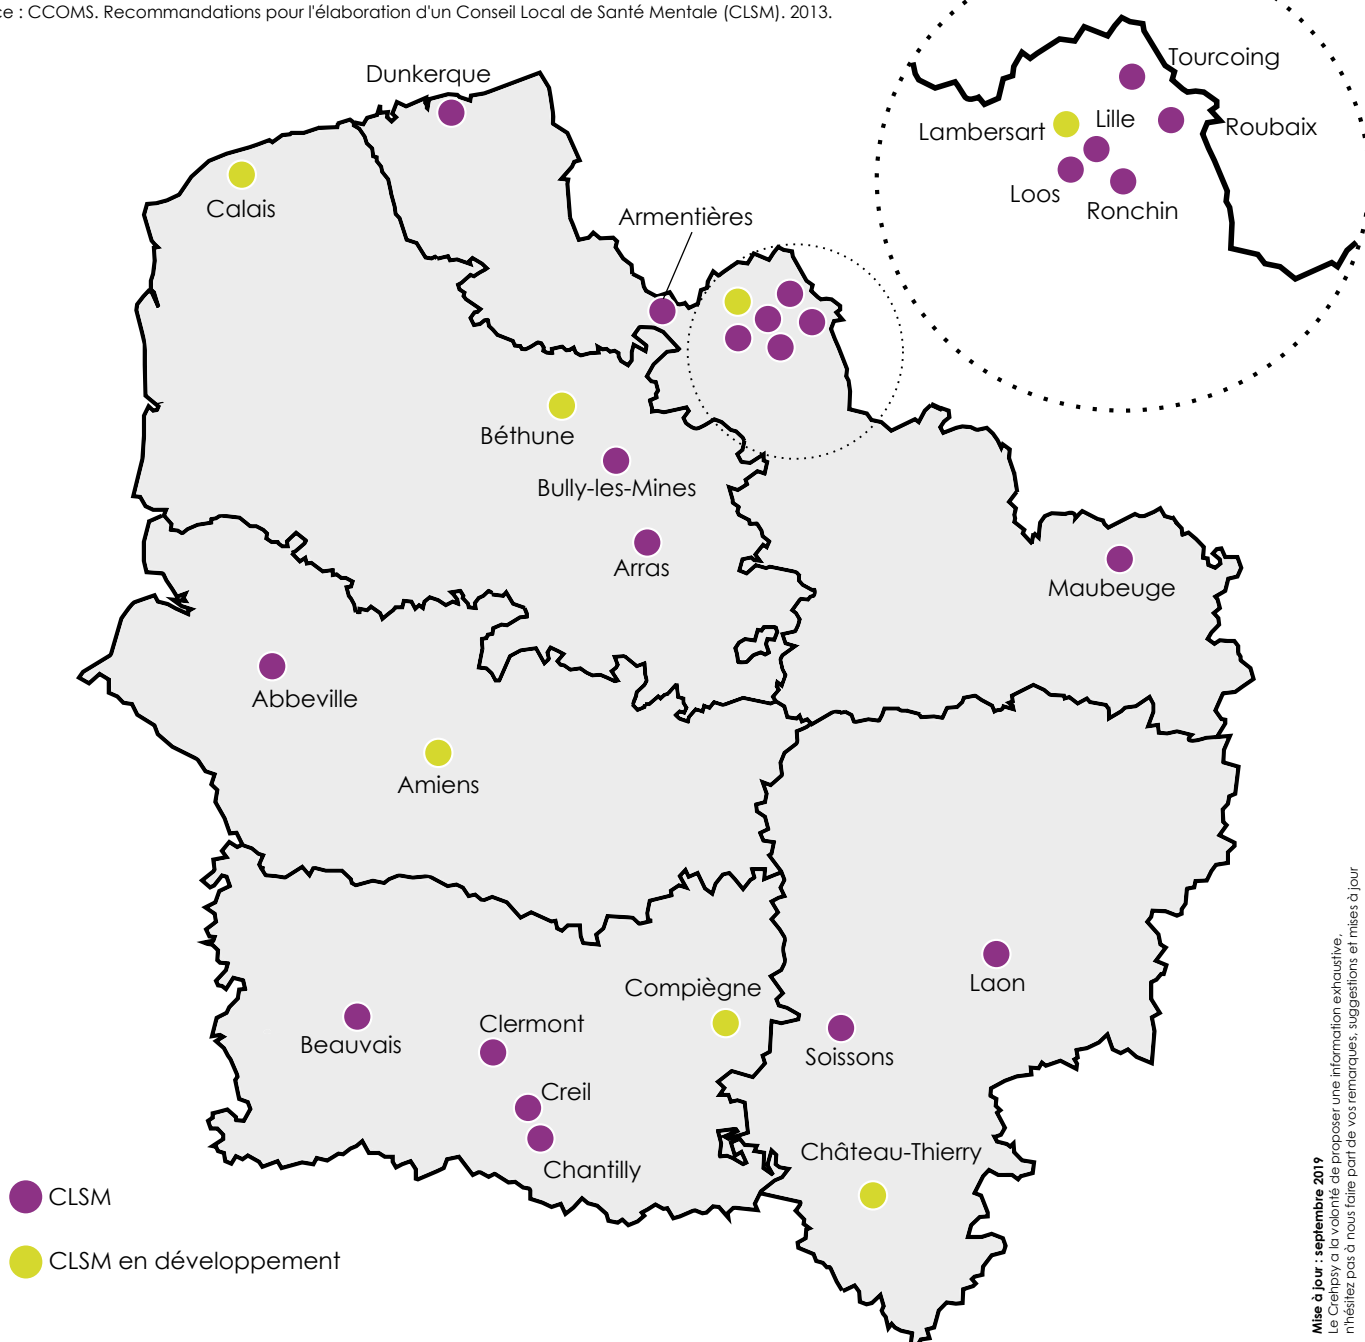 : CCOMS. Recommandations pour l'élaboration d'un Conseil Local de Santé Mentale (CLSM). 2013.
Dunkerque
Tourcoing
Lambersart
Lille
Roubaix
Loos
Ronchin
Calais
Armentières
Béthune
Bully-les-Mines
Arras
Maubeuge
Abbeville
Amiens
Compiègne
Laon
Beauvais
Clermont
Soissons
Creil
Chantilly
Château-Thierry
CLSM
CLSM en développement
Mise à jour : septembre 2019
Le Crehpsy a la volonté de proposer une information exhaustive,
n'hésitez pas à nous faire part de vos remarques, suggestions et mises à jour